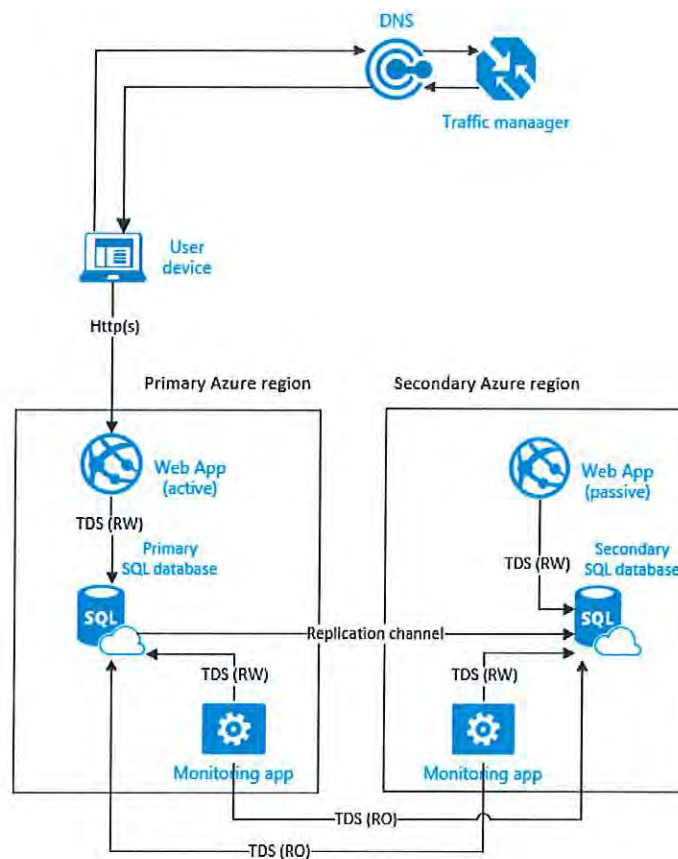 DNS
Traffic manaager
User
device
Http(s)
Primary Azure region
Secondary Azure region
Web App
(active)
Web App
(passive)
TDS (RW)
Primary
SQL database
TDS (RW)
Secondary
SQL database
SQL
SQL
Replication channel
TDS (RW)
TDS (RW)
Monitoring app
Monitoring app
TDS (RO)
TDS (RO)